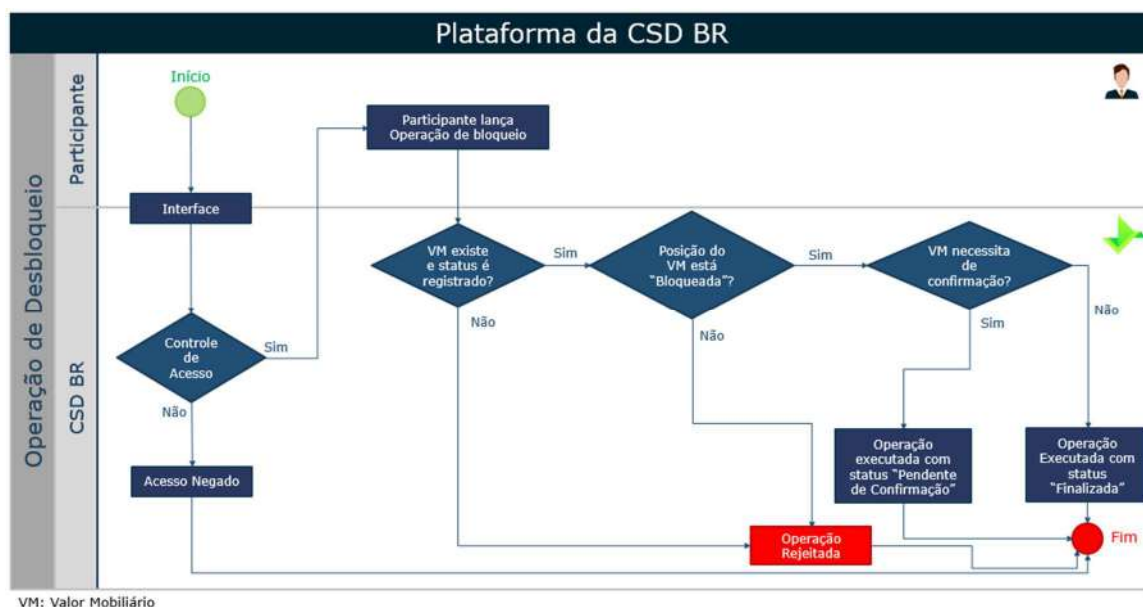 Plataforma da CSD BR
Operação de Desbloqueio
Participante
CSD BR
Início
Participante lança
Operação de bloqueio
Interface
VM existe
e status é
registrado?
Sim
Posição do
VM está
“Bloqueada”?
Sim
VM necessita
de
confirmação?
Não
Não
Sim
Não
Controle
de
Acesso
Sim
Não
Acesso Negado
Operação
executada com
status “Pendente
de Confirmação”
Operação
Executada com
status
“Finalizada”
Operação
Rejeitada
Fim
VM: Valor Mobiliário